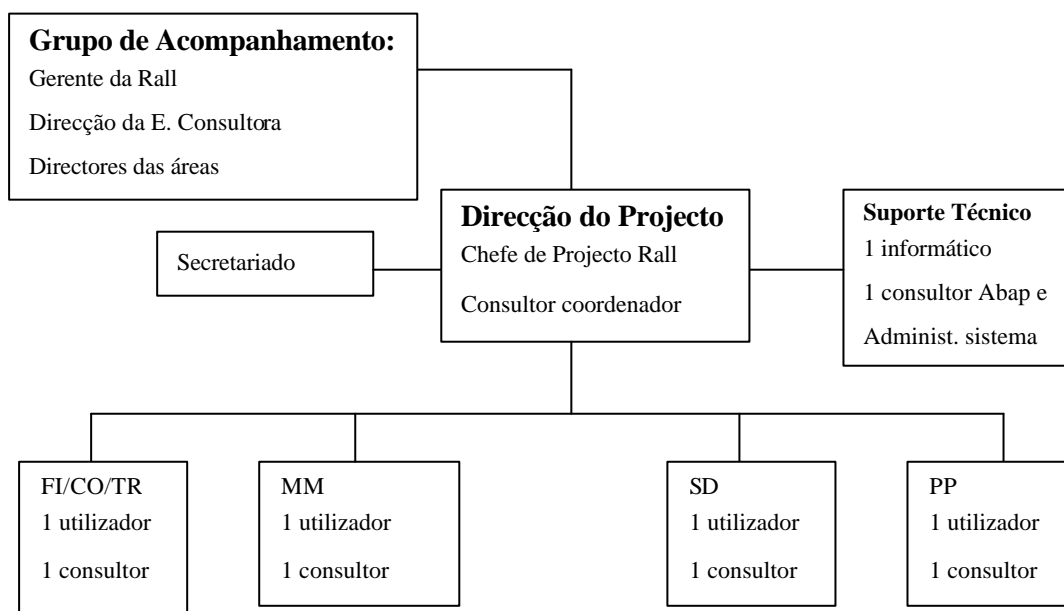 Grupo de Acompanhamento:
Gerente da Rall
Direcção da E. Consultora
Directores das áreas
Direcção do Projecto
Chefe de Projecto Rall
Consultor coordenador
Secretariado
Suporte Técnico
1 informático
1 consultor Abap e
Administ. sistema
FI/CO/TR
1 utilizador
1 consultor
MM
1 utilizador
1 consultor
SD
1 utilizador
1 consultor
PP
1 utilizador
1 consultor